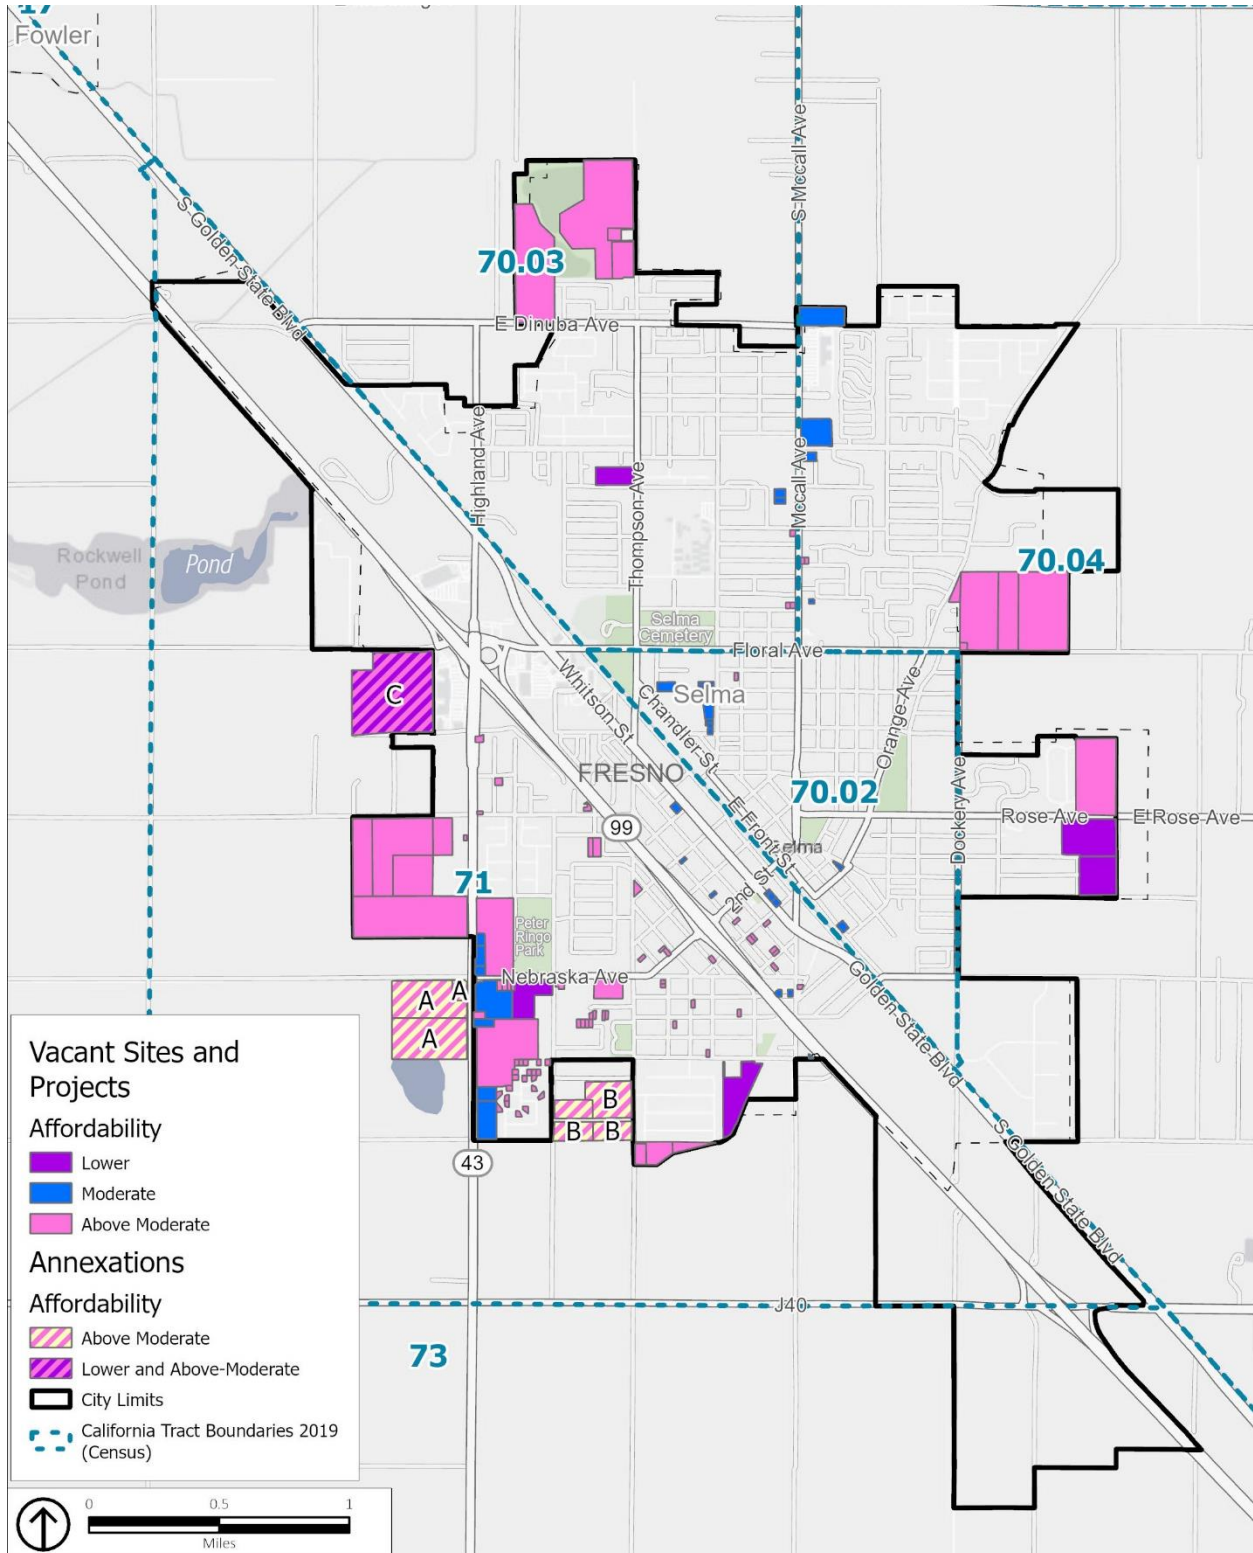 17
Fowler
S Golden State Blvd
S Mccall Ave
70.03
E Dinuba Ave
Highland Ave
Thompson Ave
Mccall Ave
Rockwell
Pond
Pond
70.04
Selma
Cemetery
Floral Ave
C
Whitson St
Chandler St
Selma
Orange Ave
FRESNO
70.02
E Front St
Dockery Ave
Rose Ave
E Rose Ave
99
Selma
71
2nd St
Peter
Ringo
Park
Nebraska Ave
Golden State Blvd
A
A
A
B
B
B
43
S Golden State Blvd
J40
73
Vacant Sites and
Projects
Affordability
Lower
Moderate
Above Moderate
Annexations
Affordability
Above Moderate
Lower and Above-Moderate
City Limits
California Tract Boundaries 2019
(Census)
0 0.5 1
Miles